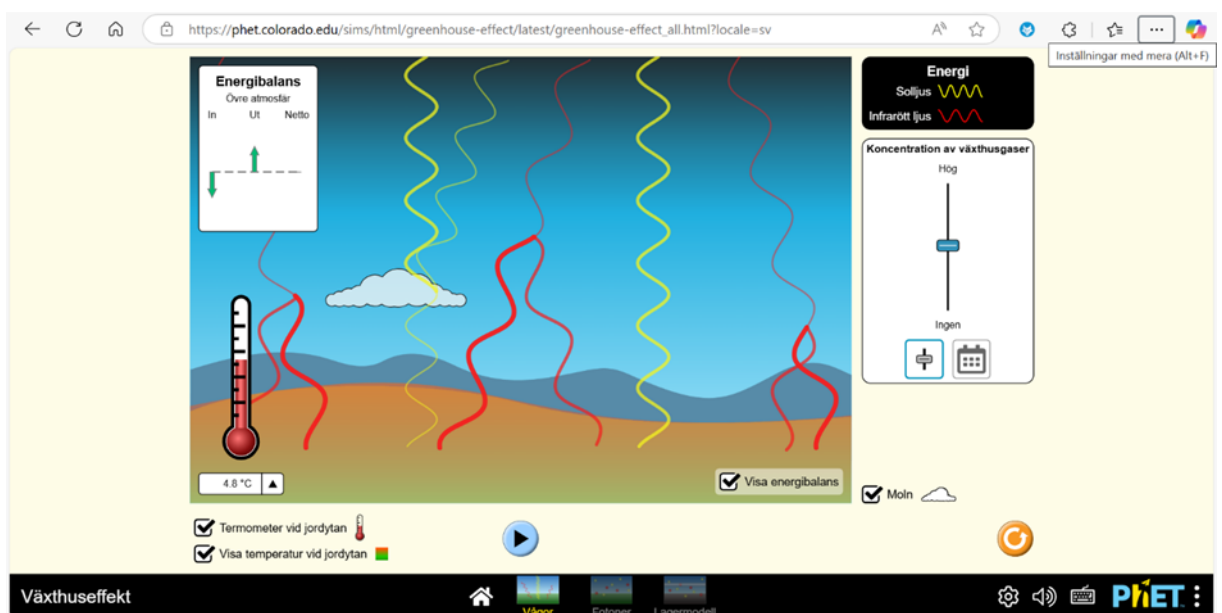 https://phet.colorado.edu/sims/html/greenhouse-effect/latest/greenhouse-effect_all.html?locale=sv
Inställningar med mera (Alt+F)
Energibalans
Övre atmosfär
In Ut Netto
Energi
Solljus
Infrarött ljus
Koncentration av växthusgaser
Hög
Ingen
4.8 °C
Visa energibalans
Moln
Termometer vid jordytan
Visa temperatur vid jordytan
Växthuseffekt
Vågor Fotoner Lagermodell
PhET